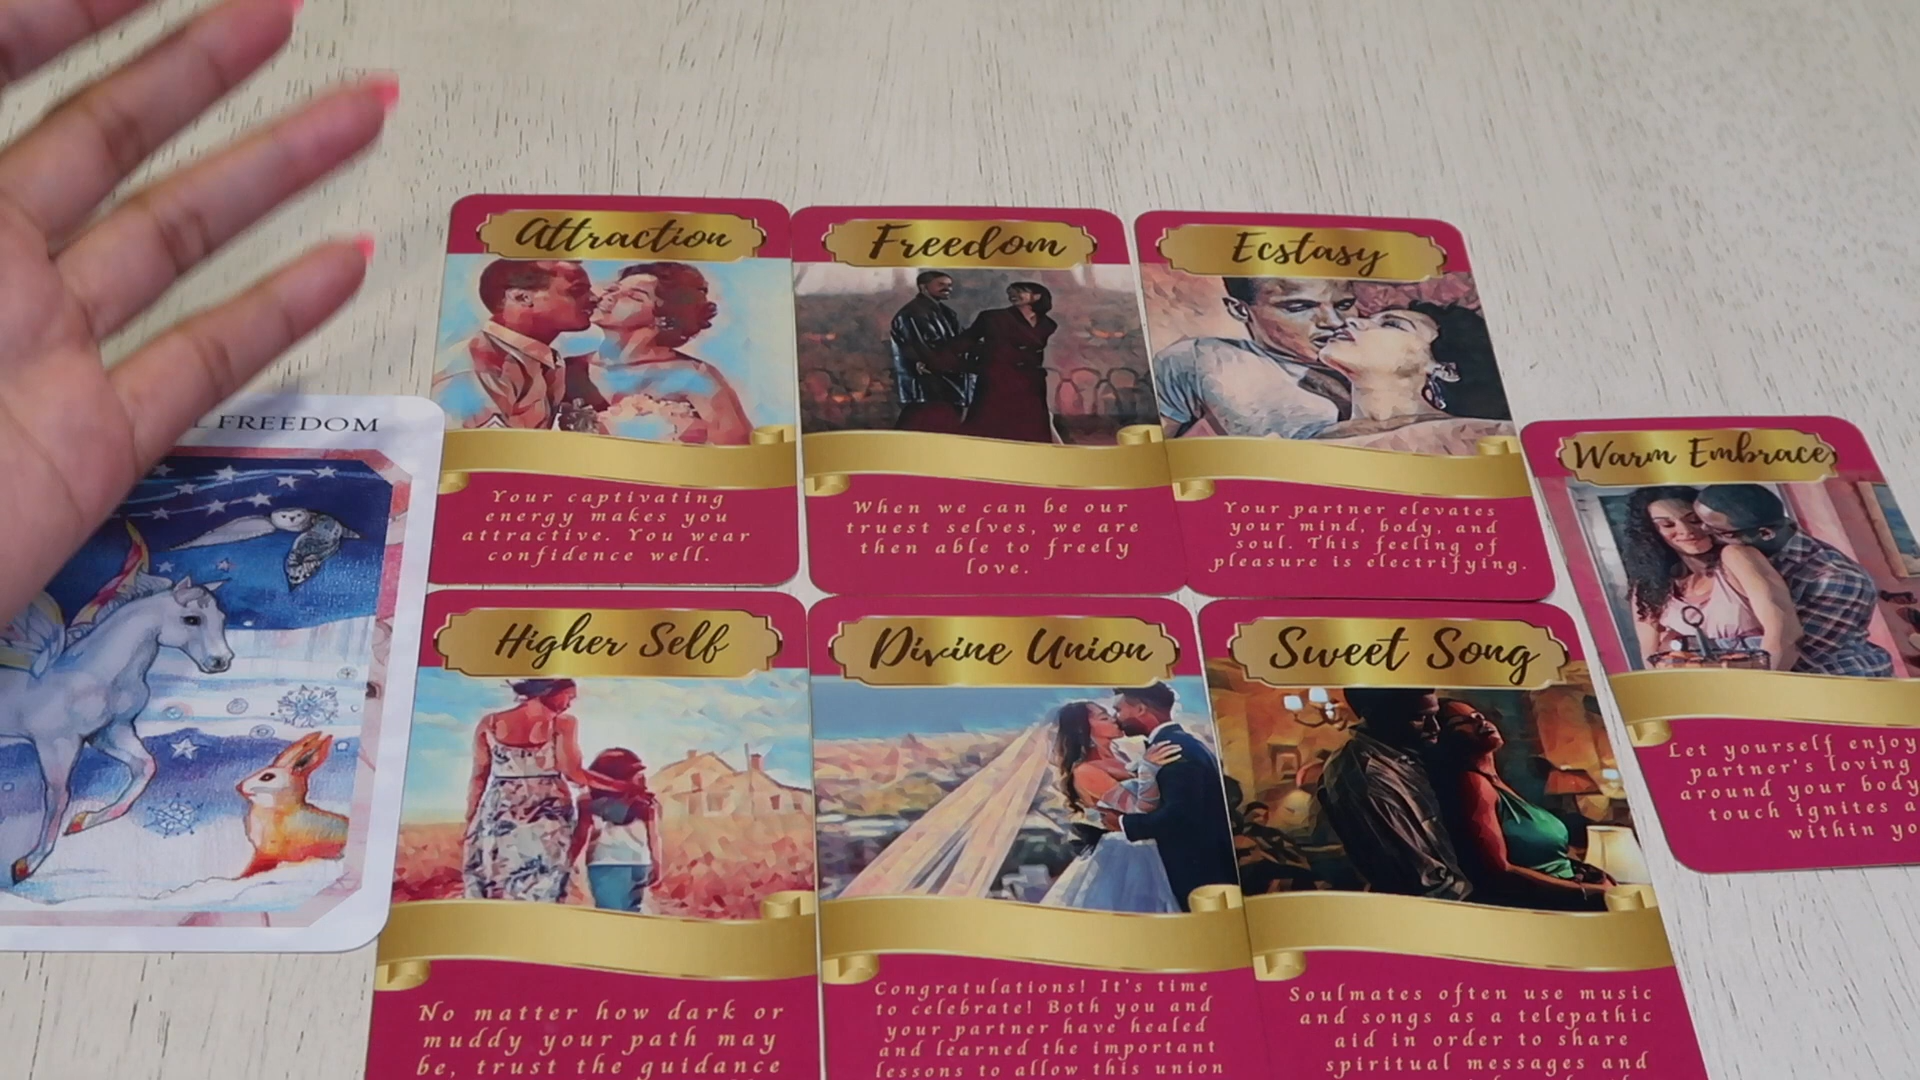 Attraction
Your captivating
energy makes you
attractive. You wear
confidence well.
Freedom
When we can be our
truest selves, we are
then able to freely
love.
Ecstasy
Your partner elevates
your mind, body, and
soul. This feeling of
pleasure is electrifying.
Warm Embrace
Let yourself enjoy
partner's loving
around your body
touch ignites a
within
FREEDOM
Higher Self
No matter how dark or
muddy your path may
be, trust the guidance
Divine Union
Congratulations! It's time
to celebrate! Both you and
your partner have healed
and learned the important
lessons to allow this union
Sweet Song
Soulmates often use music
and songs as a telepathic
aid in order to share
spiritual messages and